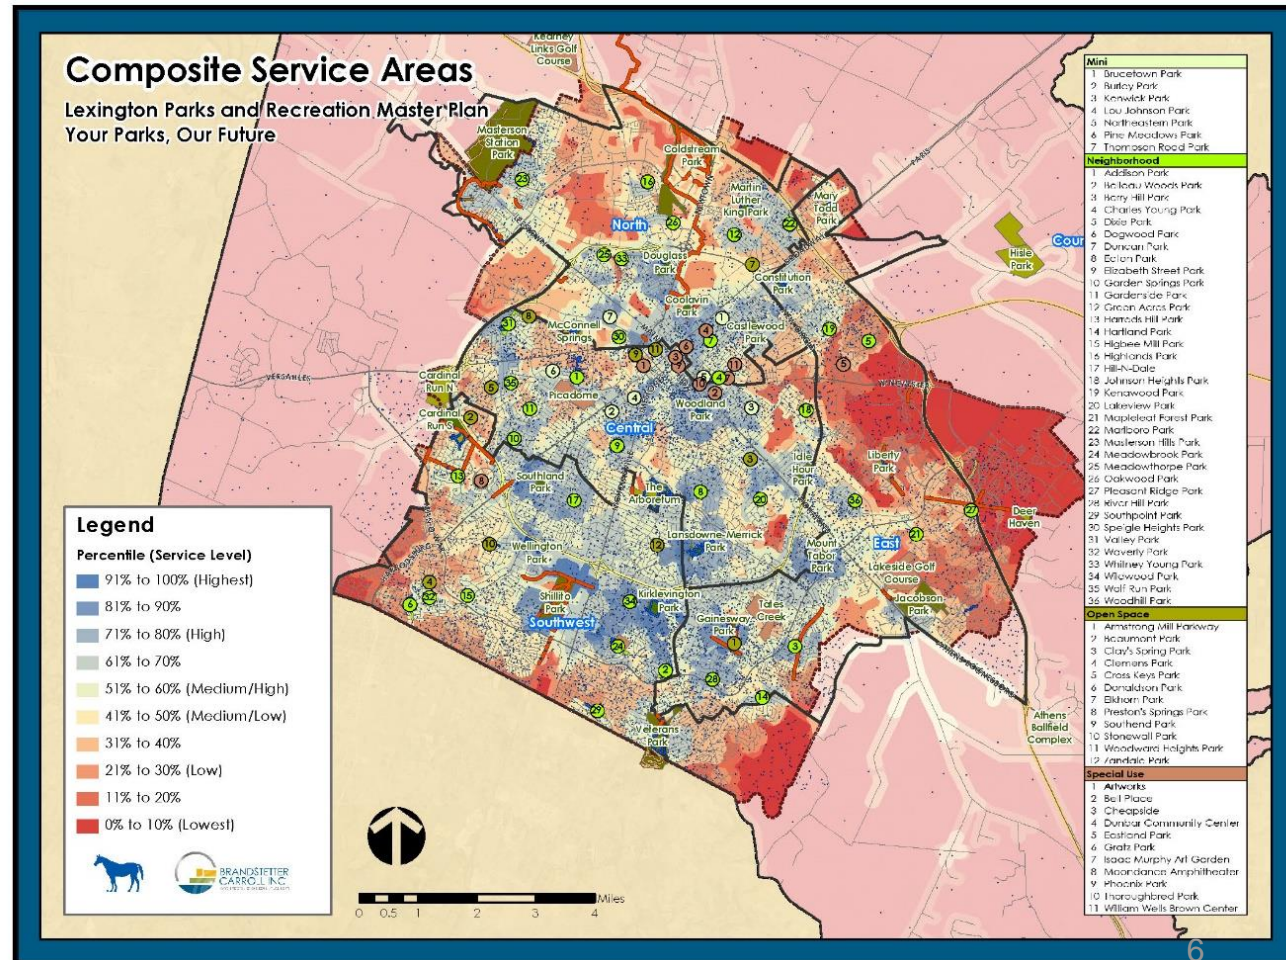 Composite Service Areas
Lexington Parks and Recreation Master Plan
Your Parks, Our Future
Kearney
Links Golf
Course
Masterson
Station
Park
Coldstream
Park
PARIS
Martin
Luther
King Park
Mary
Todd
Park
North
Hisle
Park
Cour
Douglass
Park
Constitution
Park
Coolavin
Park
McConnell
Springs
Castlewood
Park
VERSAILLES
Cardinal
Run N
Picadome
Cardinal
Run S
Woodland
Park
WINCHESTER
Central
Idle
Hour
Park
Liberty
Park
Southland
Park
The
Arboretum
Deer
Haven
Lansdowne-Merrick
Park
Mount
Tabor
Park
East
Wellington
Park
Lakeside Golf
Course
Jacobson
Park
Shillito
Park
Kirklevington
Park
Southwest
Gainesway
Park
Tates
Creek
Veterans
Park
Athens
Ballfield
Complex
Legend
Percentile (Service Level)
91% to 100% (Highest)
81% to 90%
71% to 80% (High)
61% to 70%
51% to 60% (Medium/High)
41% to 50% (Medium/Low)
31% to 40%
21% to 30% (Low)
11% to 20%
0% to 10% (Lowest)
BRANDSTETTER
CARROLL INC
Miles
0 0.5 1 2 3 4
Mini
1 Brucetown Park
2 Burley Park
3 Kenwick Park
4 Lou Johnson Park
5 Northeastern Park
6 Pine Meadows Park
7 Thompson Road Park
Neighborhood
1 Addison Park
2 Belleau Woods Park
3 Berry Hill Park
4 Charles Young Park
5 Dixie Park
6 Dogwood Park
7 Duncan Park
8 Ecton Park
9 Elizabeth Street Park
10 Garden Springs Park
11 Gardenside Park
12 Green Acres Park
13 Harrods Hill Park
14 Hartland Park
15 Higbee Mill Park
16 Highlands Park
17 Hill-N-Dale
18 Johnson Heights Park
19 Kenawood Park
20 Lakeview Park
21 Mapleleaf Forest Park
22 Marlboro Park
23 Masterson Hills Park
24 Meadowbrook Park
25 Meadowthorpe Park
26 Oakwood Park
27 Pleasant Ridge Park
28 River Hill Park
29 Southpoint Park
30 Speigle Heights Park
31 Valley Park
32 Waverly Park
33 Whitney Young Park
34 Wildwood Park
35 Wolf Run Park
36 Woodhill Park
Open Space
1 Armstrong Mill Parkway
2 Beaumont Park
3 Clay's Spring Park
4 Clemens Park
5 Cross Keys Park
6 Donaldson Park
7 Elkhorn Park
8 Preston's Springs Park
9 Southend Park
10 Stonewall Park
11 Woodward Heights Park
12 Zandale Park
Special Use
1 Artworks
2 Bell Place
3 Cheapside
4 Dunbar Community Center
5 Eastland Park
6 Gratz Park
7 Isaac Murphy Art Garden
8 Moondance Amphitheater
9 Phoenix Park
10 Thoroughbred Park
11 William Wells Brown Center
6